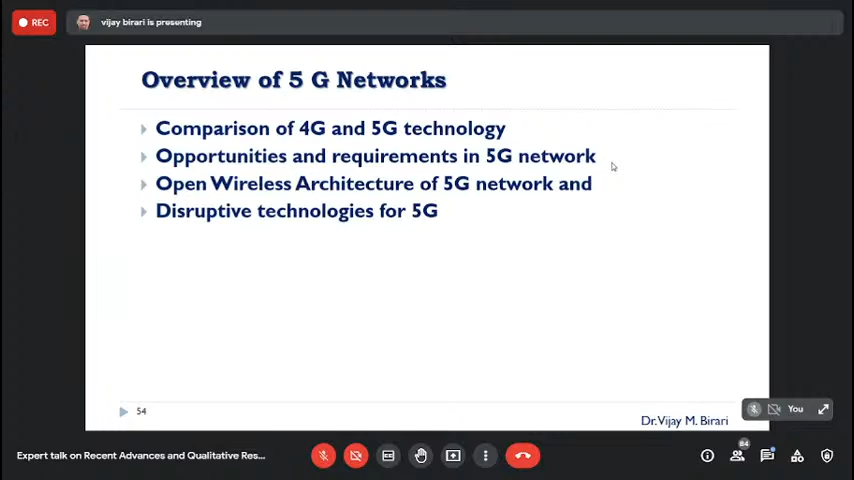 REC
vijay birari is presenting
Overview of 5 G Networks
Comparison of 4G and 5G technology
Opportunities and requirements in 5G network
Open Wireless Architecture of 5G network and
Disruptive technologies for 5G
54
Dr.Vijay M. Birari
You
84
Expert talk on Recent Advances and Qualitative Res...